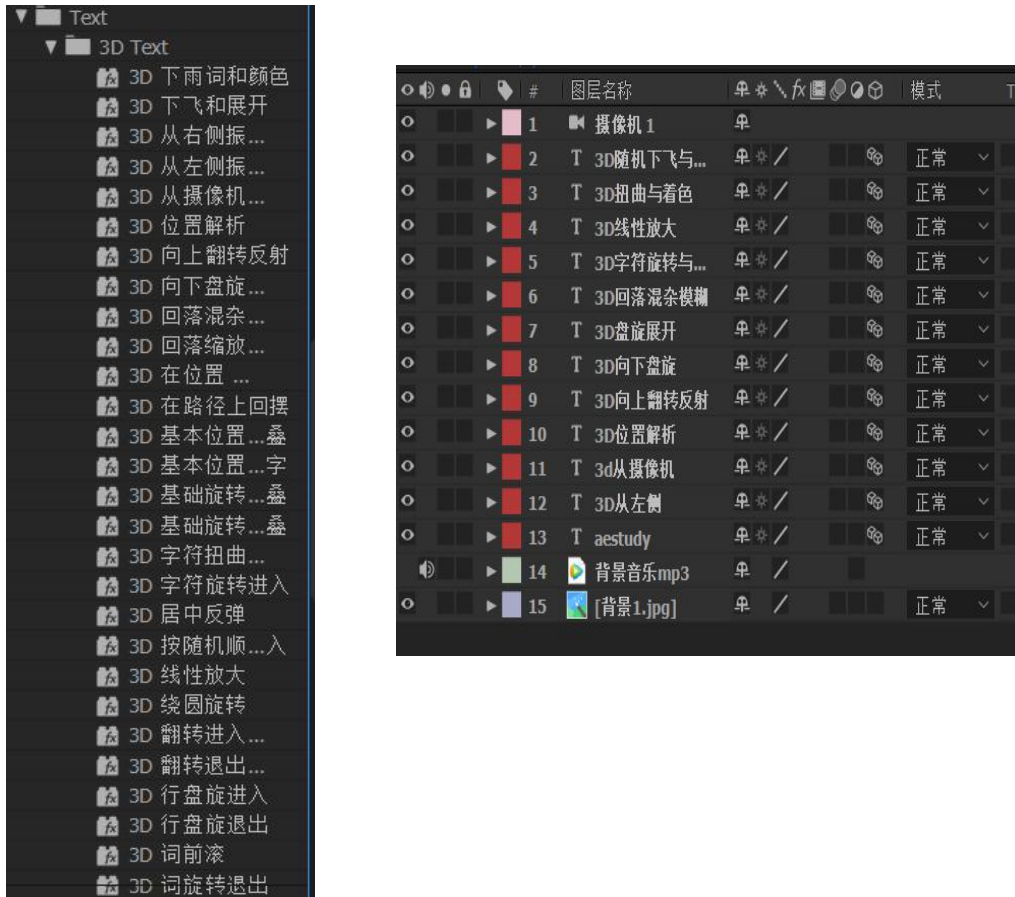 Text
3D Text
3D 下雨词和颜色
3D 下飞和展开
3D 从右侧振...
3D 从左侧振...
3D 从摄像机...
3D 位置解析
3D 向上翻转反射
3D 向下盘旋...
3D 回落混杂...
3D 回落缩放...
3D 在位置 ...
3D 在路径上回摆
3D 基本位置...叠
3D 基本位置...字
3D 基础旋转...叠
3D 基础旋转...叠
3D 字符扭曲...
3D 字符旋转进入
3D 居中反弹
3D 按随机顺...入
3D 线性放大
3D 绕圆旋转
3D 翻转进入...
3D 翻转退出...
3D 行盘旋进入
3D 行盘旋退出
3D 词前滚
3D 词旋转退出
# 图层名称 fx 模式 T
1 摄像机 1
2 T 3D随机下飞与... 正常
3 T 3D扭曲与着色 正常
4 T 3D线性放大 正常
5 T 3D字符旋转与... 正常
6 T 3D回落混杂模糊 正常
7 T 3D盘旋展开 正常
8 T 3D向下盘旋 正常
9 T 3D向上翻转反射 正常
10 T 3D位置解析 正常
11 T 3d从摄像机 正常
12 T 3D从左侧 正常
13 T aestudy 正常
14 背景音乐mp3
15 [背景1.jpg] 正常